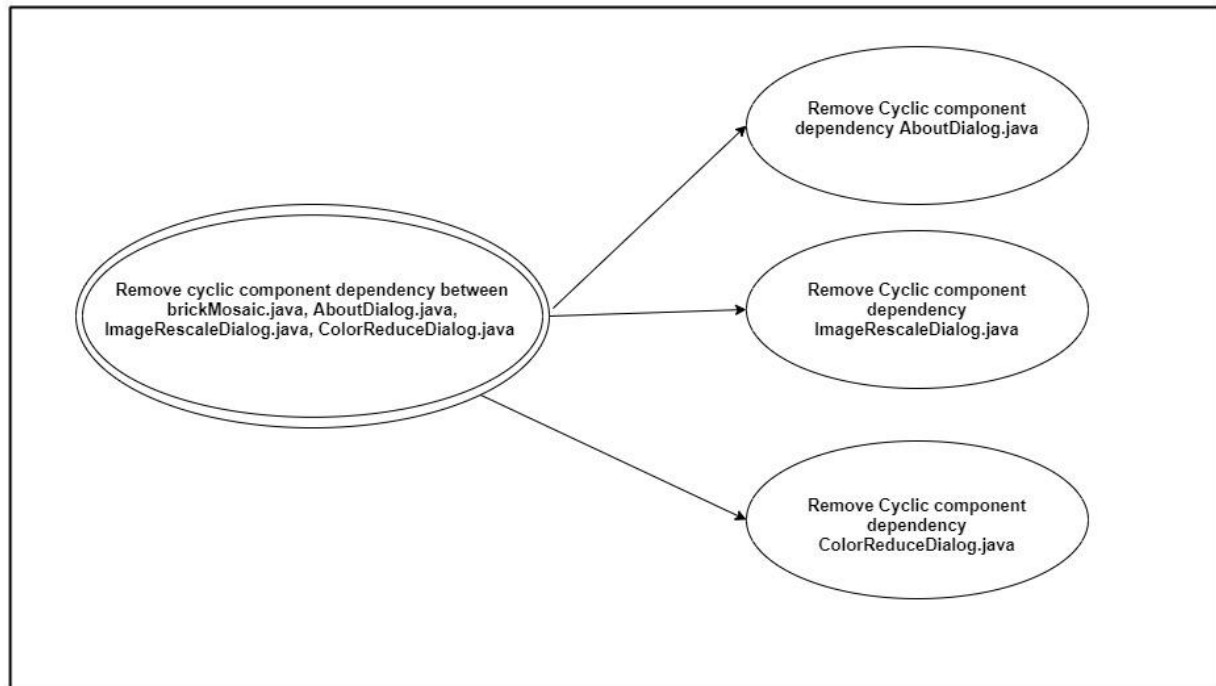 Remove Cyclic component
dependency AboutDialog.java
Remove cyclic component dependency between
brickMosaic.java, AboutDialog.java,
ImageRescaleDialog.java, ColorReduceDialog.java
Remove Cyclic component
dependency
ImageRescaleDialog.java
Remove Cyclic component
dependency
ColorReduceDialog.java